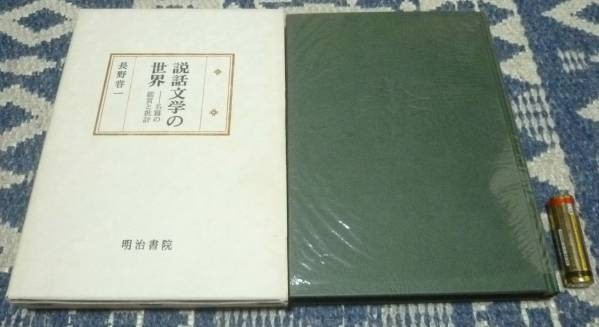 説話文学の
世界
――名篇の
鑑賞と批評
長野甞一
明治書院